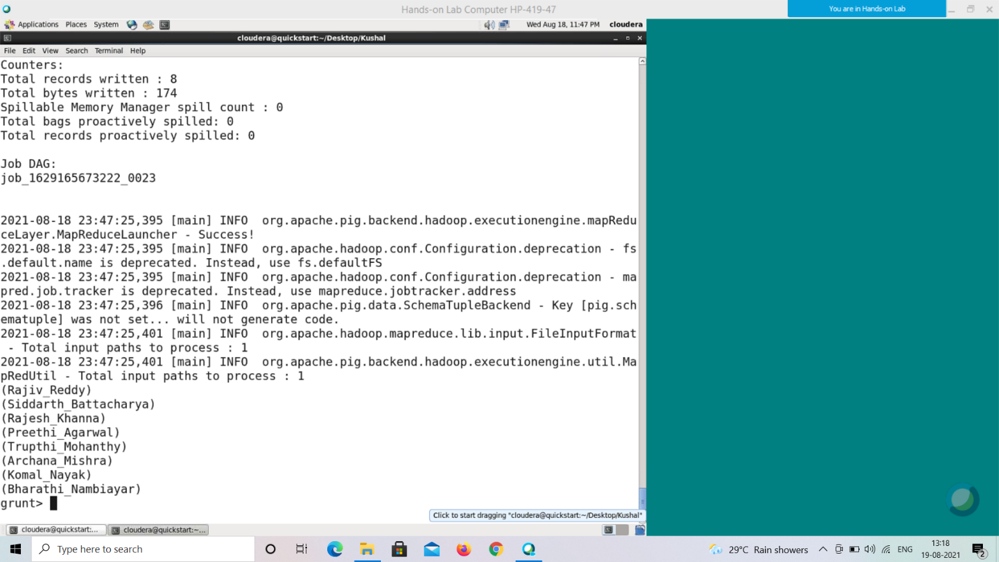 Hands-on Lab Computer HP-419-47
You are in Hands-on Lab
Applications Places System
Wed Aug 18, 11:47 PM cloudera
cloudera@quickstart:~/Desktop/Kushal
File Edit View Search Terminal Help
Counters:
Total records written : 8
Total bytes written : 174
Spillable Memory Manager spill count : 0
Total bags proactively spilled: 0
Total records proactively spilled: 0
Job DAG:
job_1629165673222_0023
2021-08-18 23:47:25,395 [main] INFO  org.apache.pig.backend.hadoop.executionengine.mapRedu
ceLayer.MapReduceLauncher - Success!
2021-08-18 23:47:25,395 [main] INFO  org.apache.hadoop.conf.Configuration.deprecation - fs
.default.name is deprecated. Instead, use fs.defaultFS
2021-08-18 23:47:25,395 [main] INFO  org.apache.hadoop.conf.Configuration.deprecation - ma
pred.job.tracker is deprecated. Instead, use mapreduce.jobtracker.address
2021-08-18 23:47:25,396 [main] INFO  org.apache.pig.data.SchemaTupleBackend - Key [pig.sch
ematuple] was not set... will not generate code.
2021-08-18 23:47:25,401 [main] INFO  org.apache.hadoop.mapreduce.lib.input.FileInputFormat
 - Total input paths to process : 1
2021-08-18 23:47:25,401 [main] INFO  org.apache.pig.backend.hadoop.executionengine.util.Ma
pRedUtil - Total input paths to process : 1
(Rajiv_Reddy)
(Siddarth_Battacharya)
(Rajesh_Khanna)
(Preethi_Agarwal)
(Trupthi_Mohanthy)
(Archana_Mishra)
(Komal_Nayak)
(Bharathi_Nambiayar)
grunt>
Click to start dragging "cloudera@quickstart:~/Desktop/Kushal"
cloudera@quickstart:... cloudera@quickstart:~...
Type here to search
29°C Rain showers
ENG
13:18
19-08-2021
2